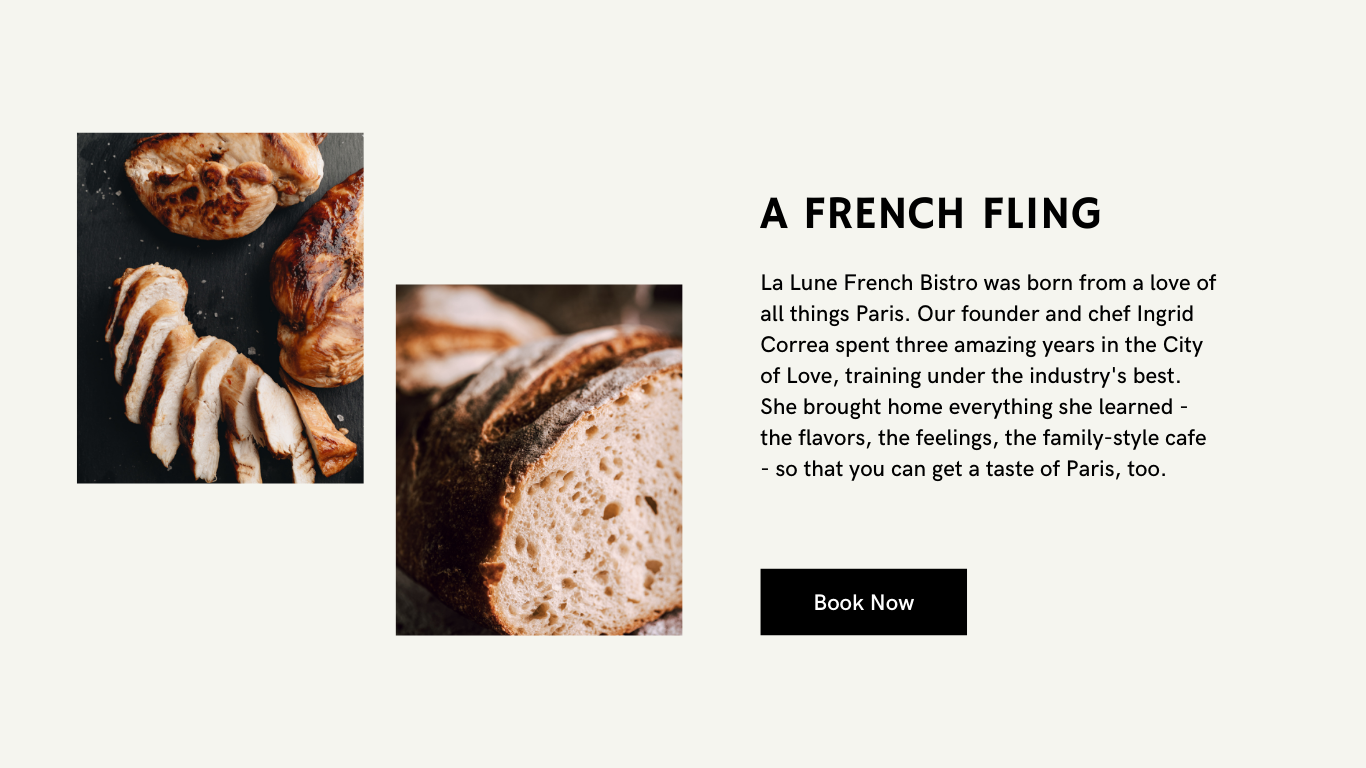 A FRENCH FLING
La Lune French Bistro was born from a love of
all things Paris. Our founder and chef Ingrid
Correa spent three amazing years in the City
of Love, training under the industry's best.
She brought home everything she learned -
the flavors, the feelings, the family-style cafe
- so that you can get a taste of Paris, too.
Book Now